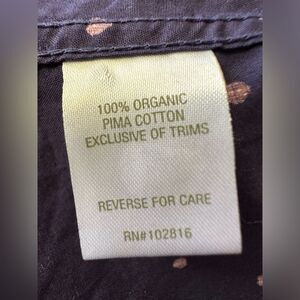 100% ORGANIC
PIMA COTTON
EXCLUSIVE OF TRIMS
REVERSE FOR CARE
RN#102816